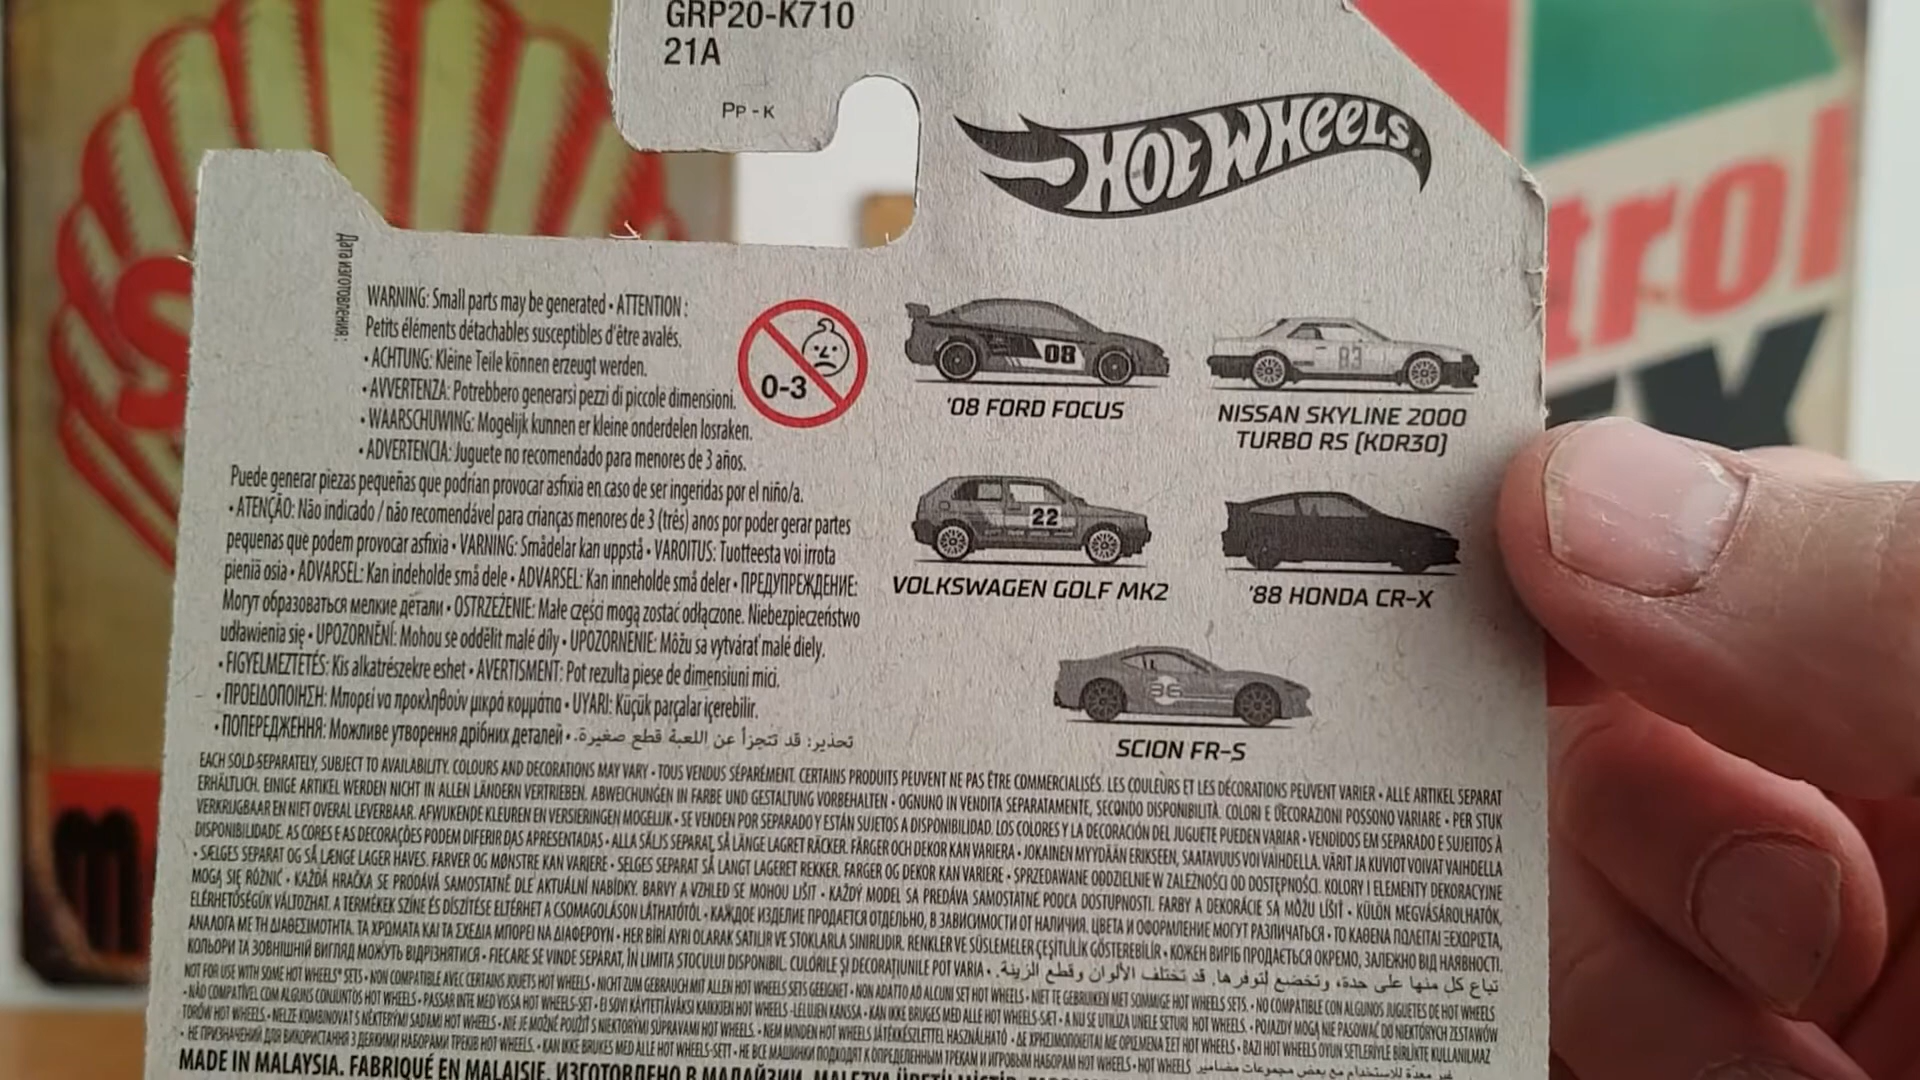 GRP20-K710
21A
PP - K
HOT WHEELS
Дата изготовления:
WARNING: Small parts may be generated • ATTENTION :
Petits éléments détachables susceptibles d'être avalés.
• ACHTUNG: Kleine Teile können erzeugt werden.
• AVVERTENZA: Potrebbero generarsi pezzi di piccole dimensioni.
• WAARSCHUWING: Mogelijk kunnen er kleine onderdelen losraken.
• ADVERTENCIA: Juguete no recomendado para menores de 3 años.
Puede generar piezas pequeñas que podrían provocar asfixia en caso de ser ingeridas por el niño/a.
• ATENÇÃO: Não indicado / não recomendável para crianças menores de 3 (três) anos por poder gerar partes
pequenas que podem provocar asfixia • VARNING: Smådelar kan uppstå • VAROITUS: Tuotteesta voi irrota
pieniä osia • ADVARSEL: Kan indeholde små dele • ADVARSEL: Kan inneholde små deler • ПРЕДУПРЕЖДЕНИЕ:
Могут образоваться мелкие детали • OSTRZEŻENIE: Małe części mogą zostać odłączone. Niebezpieczeństwo
udławienia się • UPOZORNĚNÍ: Mohou se oddělit malé díly • UPOZORNENIE: Môžu sa vytvárať malé diely.
• FIGYELMEZTETÉS: Kis alkatrészekre eshet • AVERTISMENT: Pot rezulta piese de dimensiuni mici.
• ΠΡΟΕΙΔΟΠΟΙΗΣΗ: Μπορεί να προκληθούν μικρά κομμάτια • UYARI: Küçük parçalar içerebilir.
• ПОПЕРЕДЖЕННЯ: Можливе утворення дрібних деталей • تحذير: قد تتجزأ عن اللعبة قطع صغيرة.
0-3
08
'08 FORD FOCUS
83
NISSAN SKYLINE 2000
TURBO RS (KDR30)
22
VOLKSWAGEN GOLF MK2
'88 HONDA CR-X
86
SCION FR-S
EACH SOLD SEPARATELY, SUBJECT TO AVAILABILITY. COLOURS AND DECORATIONS MAY VARY • TOUS VENDUS SÉPARÉMENT. CERTAINS PRODUITS PEUVENT NE PAS ÊTRE COMMERCIALISÉS. LES COULEURS ET LES DÉCORATIONS PEUVENT VARIER • ALLE ARTIKEL SEPARAT
ERHÄLTLICH. EINIGE ARTIKEL WERDEN NICHT IN ALLEN LÄNDERN VERTRIEBEN. ABWEICHUNGEN IN FARBE UND GESTALTUNG VORBEHALTEN • OGNUNO IN VENDITA SEPARATAMENTE, SECONDO DISPONIBILITÀ. COLORI E DECORAZIONI POSSONO VARIARE • PER STUK
VERKRIJGBAAR EN NIET OVERAL LEVERBAAR. AFWIJKENDE KLEUREN EN VERSIERINGEN MOGELIJK • SE VENDEN POR SEPARADO Y ESTÁN SUJETOS A DISPONIBILIDAD. LOS COLORES Y LA DECORACIÓN DEL JUGUETE PUEDEN VARIAR • VENDIDOS EM SEPARADO E SUJEITOS À
DISPONIBILIDADE. AS CORES E AS DECORAÇÕES PODEM DIFERIR DAS APRESENTADAS • ALLA SÄLJS SEPARAT, SÅ LÄNGE LAGRET RÄCKER. FÄRGER OCH DEKOR KAN VARIERA • JOKAINEN MYYDÄÄN ERIKSEEN, SAATAVUUS VOI VAIHDELLA. VÄRIT JA KUVIOT VOIVAT VAIHDELLA
• SÆLGES SEPARAT OG SÅ LÆNGE LAGER HAVES. FARVER OG MØNSTRE KAN VARIERE • SELGES SEPARAT SÅ LANGT LAGERET REKKER. FARGER OG DEKOR KAN VARIERE • SPRZEDAWANE ODDZIELNIE W ZALEŻNOŚCI OD DOSTĘPNOŚCI. KOLORY I ELEMENTY DEKORACYJNE
MOGĄ SIĘ RÓŻNIĆ • KAŽDÁ HRAČKA SE PRODÁVÁ SAMOSTATNĚ DLE AKTUÁLNÍ NABÍDKY. BARVY A VZHLED SE MOHOU LIŠIT • KAŽDÝ MODEL SA PREDÁVA SAMOSTATNE PODĽA DOSTUPNOSTI. FARBY A DEKORÁCIE SA MÔŽU LÍŠIŤ • KÜLÖN MEGVÁSÁROLHATÓK,
ELÉRHETŐSÉGÜK VÁLTOZHAT. A TERMÉKEK SZÍNE ÉS DÍSZÍTÉSE ELTÉRHET A CSOMAGOLÁSON LÁTHATÓTÓL • КАЖДОЕ ИЗДЕЛИЕ ПРОДАЕТСЯ ОТДЕЛЬНО, В ЗАВИСИМОСТИ ОТ НАЛИЧИЯ. ЦВЕТА И ОФОРМЛЕНИЕ МОГУТ РАЗЛИЧАТЬСЯ • ΤΟ ΚΑΘΕΝΑ ΠΩΛΕΙΤΑΙ ΞΕΧΩΡΙΣΤΑ,
ΑΝΑΛΟΓΑ ΜΕ ΤΗ ΔΙΑΘΕΣΙΜΟΤΗΤΑ. ΤΑ ΧΡΩΜΑΤΑ ΚΑΙ ΤΑ ΣΧΕΔΙΑ ΜΠΟΡΕΙ ΝΑ ΔΙΑΦΕΡΟΥΝ • HER BİRİ AYRI OLARAK SATILIR VE STOKLARLA SINIRLIDIR. RENKLER VE SÜSLEMELER ÇEŞİTLİLİK GÖSTEREBİLİR • КОЖЕН ВИРІБ ПРОДАЄТЬСЯ ОКРЕМО, ЗАЛЕЖНО ВІД НАЯВНОСТІ.
КОЛЬОРИ ТА ЗОВНІШНІЙ ВИГЛЯД МОЖУТЬ ВІДРІЗНЯТИСЯ • FIECARE SE VINDE SEPARAT, ÎN LIMITA STOCULUI DISPONIBIL. CULORILE ŞI DECORAŢIUNILE POT VARIA • تباع كل منها على حدة، وتخضع لتوفرها. قد تختلف الألوان وقطع الزينة.
NOT FOR USE WITH SOME HOT WHEELS® SETS • NON COMPATIBLE AVEC CERTAINS JOUETS HOT WHEELS • NICHT ZUM GEBRAUCH MIT ALLEN HOT WHEELS SETS GEEIGNET • NON ADATTO AD ALCUNI SET HOT WHEELS • NIET TE GEBRUIKEN MET SOMMIGE HOT WHEELS SETS. • NO COMPATIBLE CON ALGUNOS JUGUETES DE HOT WHEELS
• NÃO COMPATÍVEL COM ALGUNS CONJUNTOS HOT WHEELS • PASSAR INTE MED VISSA HOT WHEELS-SET • EI SOVI KÄYTETTÄVÄKSI KAIKKIEN HOT WHEELS -LELUJEN KANSSA • KAN IKKE BRUGES MED ALLE HOT WHEELS-SÆT • A NU SE UTILIZA UNELE SETURI HOT WHEELS. • POJAZDY MOGĄ NIE PASOWAĆ DO NIEKTÓRYCH ZESTAWÓW
TORÓW HOT WHEELS • NELZE KOMBINOVAT S NĚKTERÝMI SADAMI HOT WHEELS • NIE JE MOŽNÉ POUŽIŤ S NIEKTORÝMI SÚPRAVAMI HOT WHEELS. • NEM MINDEN HOT WHEELS JÁTÉKKÉSZLETTEL HASZNÁLHATÓ • HOT WHEELS • BAZI HOT WHEELS OYUN SETLERİYLE BİRLİKTE KULLANILMAZ
• НЕ ПРИЗНАЧЕНИЙ ДЛЯ ВИКОРИСТАННЯ З ДЕЯКИМИ НАБОРАМИ ТРЕКІВ HOT WHEELS. • KAN IKKE BRUKES MED ALLE HOT WHEELS-SETT • НЕ ВСЕ МАШИНКИ ПОДХОДЯТ К ОПРЕДЕЛЕННЫМ ТРЕКАМ И ИГРОВЫМ НАБОРАМ HOT WHEELS • غير معدة للاستخدام مع بعض مجموعات HOT WHEELS
MADE IN MALAYSIA. FABRIQUÉ EN MALAISIE. ИЗГОТОВЛЕНО В МАЛАЙЗИИ.
trol